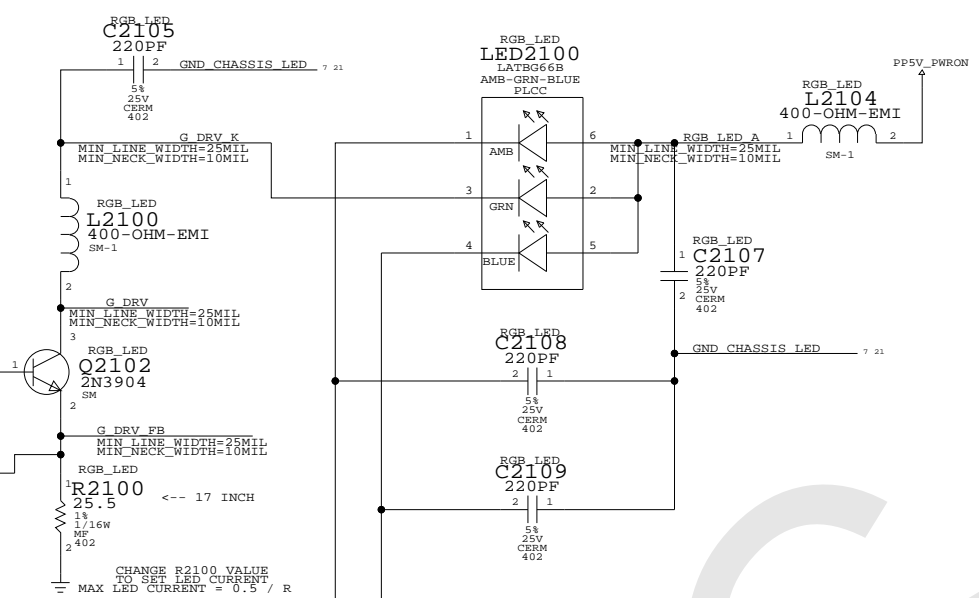 RGB_LED
C2105
220PF
1 2 GND_CHASSIS_LED 7 21
5%
25V
CERM
402
G_DRV_K
MIN_LINE_WIDTH=25MIL
MIN_NECK_WIDTH=10MIL
1
RGB_LED
L2100
400-OHM-EMI
SM-1
2
G_DRV
MIN_LINE_WIDTH=25MIL
MIN_NECK_WIDTH=10MIL
3
RGB_LED
1 Q2102
2N3904
SM
2
G_DRV_FB
MIN_LINE_WIDTH=25MIL
MIN_NECK_WIDTH=10MIL
RGB_LED
1
R2100 <-- 17 INCH
25.5
1%
1/16W
MF
402
2
CHANGE R2100 VALUE
TO SET LED CURRENT
MAX LED CURRENT = 0.5 / R
RGB_LED
LED2100
LATBG66B
AMB-GRN-BLUE
PLCC
1 AMB 6
3 GRN 2
4 BLUE 5
RGB_LED_A
MIN_LINE_WIDTH=25MIL
MIN_NECK_WIDTH=10MIL
PP5V_PWRON
RGB_LED
L2104
400-OHM-EMI
1 2
SM-1
RGB_LED
1 C2107
220PF
5%
25V
2 CERM
402
GND_CHASSIS_LED 7 21
RGB_LED
C2108
220PF
2 1
5%
25V
CERM
402
RGB_LED
C2109
220PF
2 1
5%
25V
CERM
402